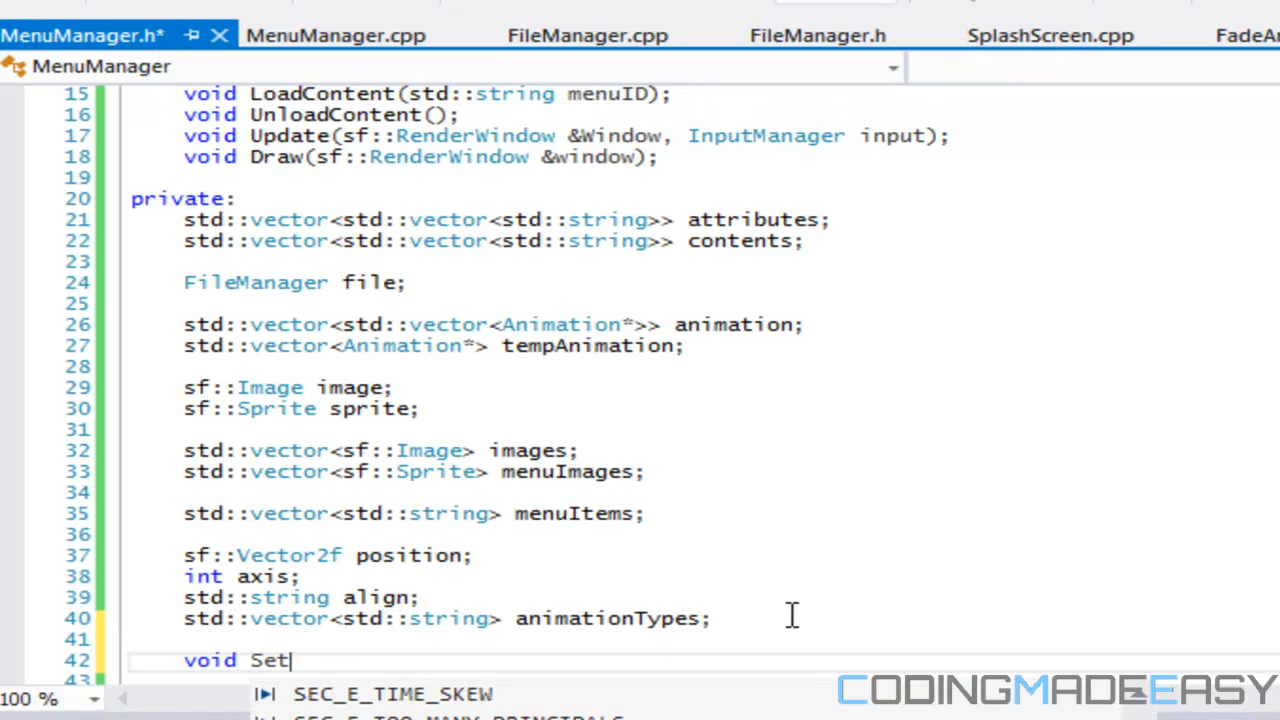 MenuManager.h* MenuManager.cpp FileManager.cpp FileManager.h SplashScreen.cpp FadeAn
MenuManager
15 void LoadContent(std::string menuID);
16 void UnloadContent();
17 void Update(sf::RenderWindow &Window, InputManager input);
18 void Draw(sf::RenderWindow &window);
19
20 private:
21 std::vector<std::vector<std::string>> attributes;
22 std::vector<std::vector<std::string>> contents;
23
24 FileManager file;
25
26 std::vector<std::vector<Animation*>> animation;
27 std::vector<Animation*> tempAnimation;
28
29 sf::Image image;
30 sf::Sprite sprite;
31
32 std::vector<sf::Image> images;
33 std::vector<sf::Sprite> menuImages;
34
35 std::vector<std::string> menuItems;
36
37 sf::Vector2f position;
38 int axis;
39 std::string align;
40 std::vector<std::string> animationTypes;
41
42 void Set
43
100 %
SEC_E_TIME_SKEW
SEC_E_TOO_MANY_PRINCIPALS
CODINGMADEEASY